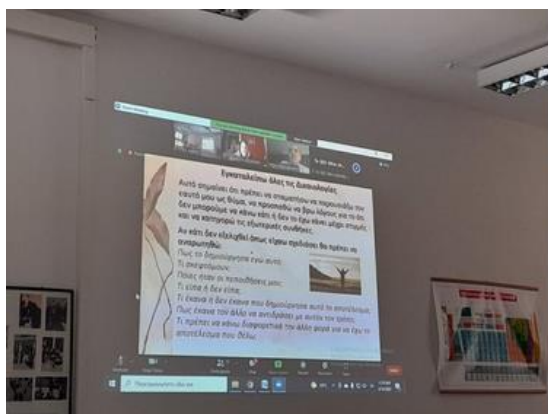 Εγκαταλείπω όλες τις δικαιολογίες
Αυτό σημαίνει ότι πρέπει να σταματήσω να παρουσιάζω τον
εαυτό μου ως θύμα, να προσπαθώ να βρω λόγους για το ότι
δεν μπορούμε να κάνω κάτι ή δεν το έχω κάνει μέχρι στιγμής
και να κατηγορώ τις εξωτερικές συνθήκες.
Αν κάτι δεν εξελιχθεί όπως είχαμε σχεδιάσει θα πρέπει να
αναρωτηθώ:
Πως το δημιούργησα εγώ αυτό;
Τι σκεφτόμουν;
Ποιες ήταν οι πεποιθήσεις μου;
Τι είπα ή δεν είπα;
Τι έκανα ή δεν έκανα που δημιούργησε αυτό το αποτέλεσμα;
Πως έκανα τον άλλο να αντιδράσει με αυτόν τον τρόπο;
Τι πρέπει να κάνω διαφορετικά την άλλη φορά για να έχω το
αποτέλεσμα που θέλω;